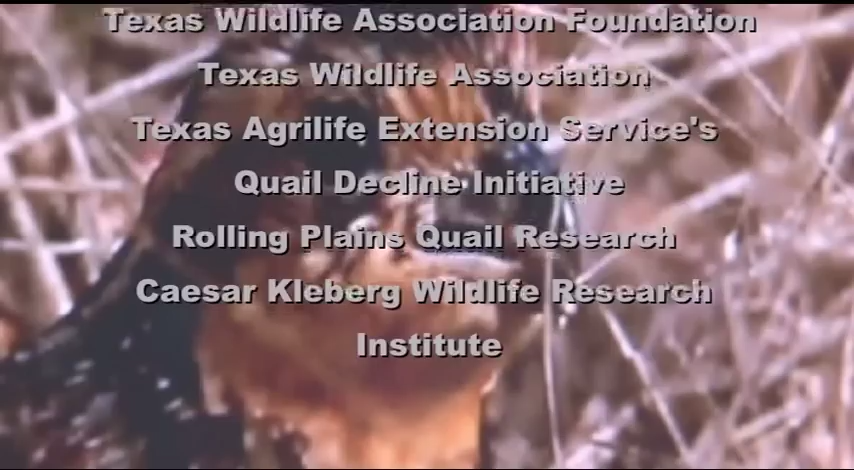 Texas Wildlife Association Foundation
Texas Wildlife Association
Texas Agrilife Extension Service's
Quail Decline Initiative
Rolling Plains Quail Research
Caesar Kleberg Wildlife Research
Institute